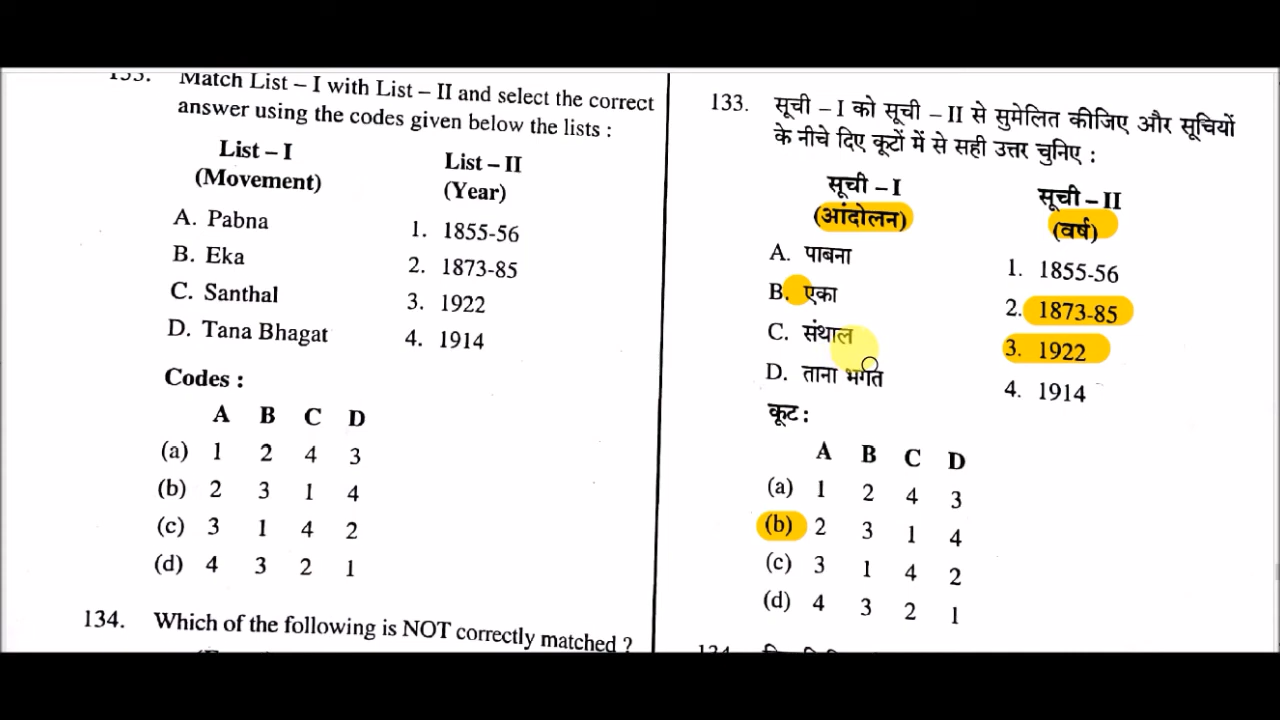 133. Match List – I with List – II and select the correct
answer using the codes given below the lists :
List – I
(Movement)
List – II
(Year)
A. Pabna
1. 1855-56
B. Eka
2. 1873-85
C. Santhal
3. 1922
D. Tana Bhagat
4. 1914
Codes :
A B C D
(a) 1 2 4 3
(b) 2 3 1 4
(c) 3 1 4 2
(d) 4 3 2 1
134. Which of the following is NOT correctly matched ?
133. सूची – I को सूची – II से सुमेलित कीजिए और सूचियों
के नीचे दिए कूटों में से सही उत्तर चुनिए :
सूची – I
(आंदोलन)
सूची – II
(वर्ष)
A. पाबना
1. 1855-56
B. एका
2. 1873-85
C. संथाल
3. 1922
D. ताना भगत
4. 1914
कूट :
A B C D
(a) 1 2 4 3
(b) 2 3 1 4
(c) 3 1 4 2
(d) 4 3 2 1
134.